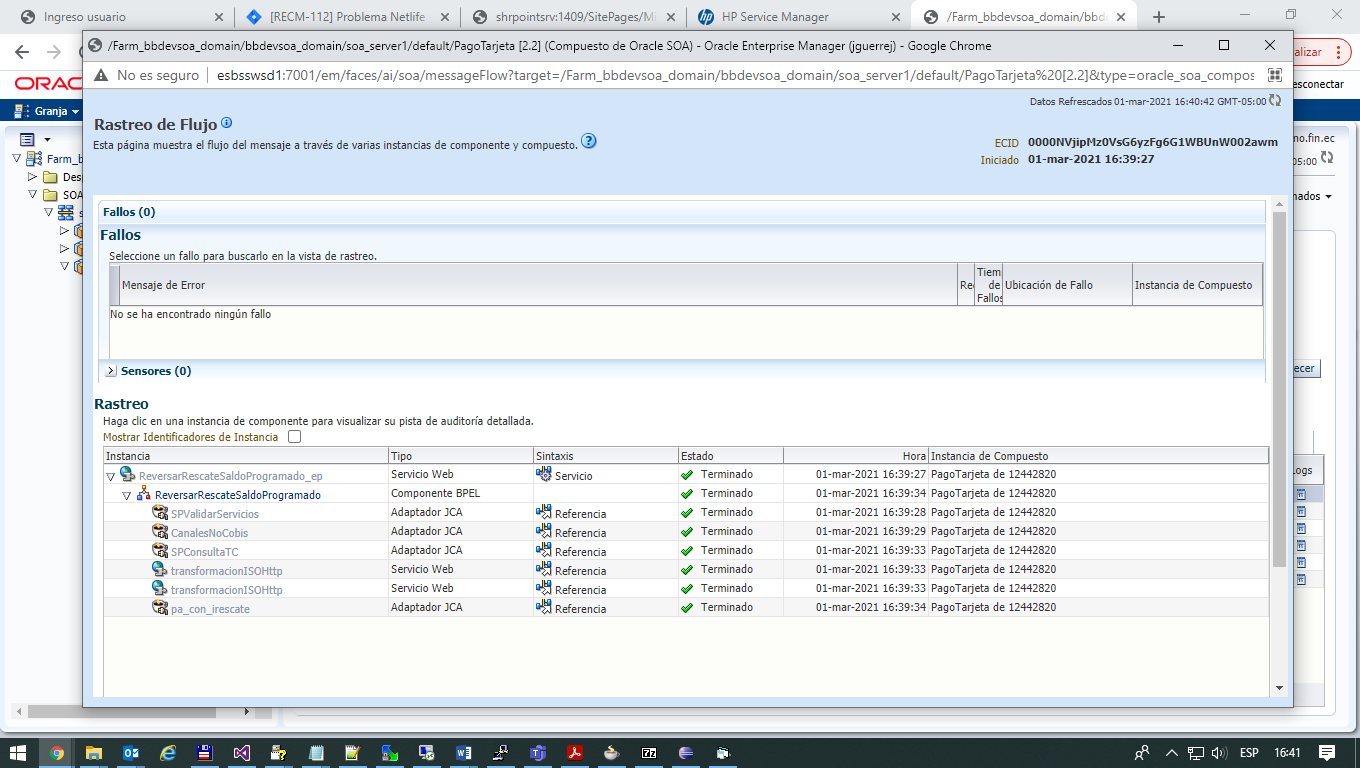 Ingreso usuario
[RECM-112] Problema Netlife -
shrpointsrv:1409/SitePages/Mi
HP Service Manager
/Farm_bbdevsoa_domain/bbd
/Farm_bbdevsoa_domain/bbdevsoa_domain/soa_server1/default/PagoTarjeta [2.2] (Compuesto de Oracle SOA) - Oracle Enterprise Manager (jguerrej) - Google Chrome
No es seguro
esbsswsd1:7001/em/faces/ai/soa/messageFlow?target=/Farm_bbdevsoa_domain/bbdevsoa_domain/soa_server1/default/PagoTarjeta%20[2.2]&type=oracle_soa_compos
alizar
ORAC
esconectar
Granja
Farm_b
Des
SOA
s
no.fin.ec
05:00
nados
ecer
ogs
Datos Refrescados 01-mar-2021 16:40:42 GMT-05:00
Rastreo de Flujo
Esta página muestra el flujo del mensaje a través de varias instancias de componente y compuesto.
ECID 0000NVjipMz0VsG6yzFg6G1WBUnW002awm
Iniciado 01-mar-2021 16:39:27
Fallos (0)
Fallos
Seleccione un fallo para buscarlo en la vista de rastreo.
Mensaje de Error Rec Tiem de Fallos Ubicación de Fallo Instancia de Compuesto
No se ha encontrado ningún fallo
Sensores (0)
Rastreo
Haga clic en una instancia de componente para visualizar su pista de auditoría detallada.
Mostrar Identificadores de Instancia
Instancia Tipo Sintaxis Estado Hora Instancia de Compuesto
ReversarRescateSaldoProgramado_ep Servicio Web Servicio Terminado 01-mar-2021 16:39:27 PagoTarjeta de 12442820
ReversarRescateSaldoProgramado Componente BPEL Terminado 01-mar-2021 16:39:34 PagoTarjeta de 12442820
SPValidarServicios Adaptador JCA Referencia Terminado 01-mar-2021 16:39:28 PagoTarjeta de 12442820
CanalesNoCobis Adaptador JCA Referencia Terminado 01-mar-2021 16:39:29 PagoTarjeta de 12442820
SPConsultaTC Adaptador JCA Referencia Terminado 01-mar-2021 16:39:33 PagoTarjeta de 12442820
transformacionISOHttp Servicio Web Referencia Terminado 01-mar-2021 16:39:33 PagoTarjeta de 12442820
transformacionISOHttp Servicio Web Referencia Terminado 01-mar-2021 16:39:33 PagoTarjeta de 12442820
pa_con_irescate Adaptador JCA Referencia Terminado 01-mar-2021 16:39:34 PagoTarjeta de 12442820
ESP 16:41